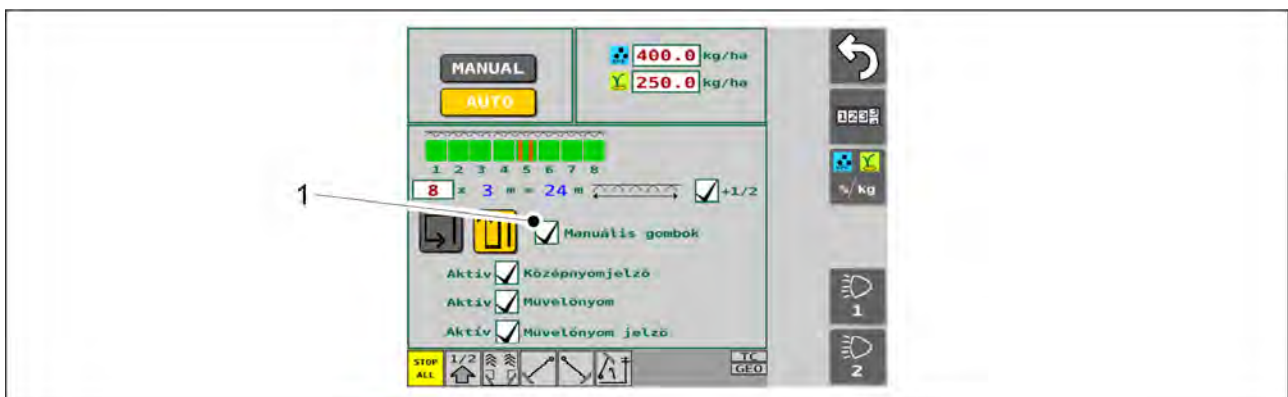 MANUAL
AUTO
400.0 kg/ha
250.0 kg/ha
123
1 2 3 4 5 6 7 8
8 x 3 m = 24 m +1/2
%/kg
1
Manuális gombok
Aktív Középnyomjelző
Aktív Művelőnyom
Aktív Művelőnyom jelző
1
STOP ALL
1/2
TC
GEO
2